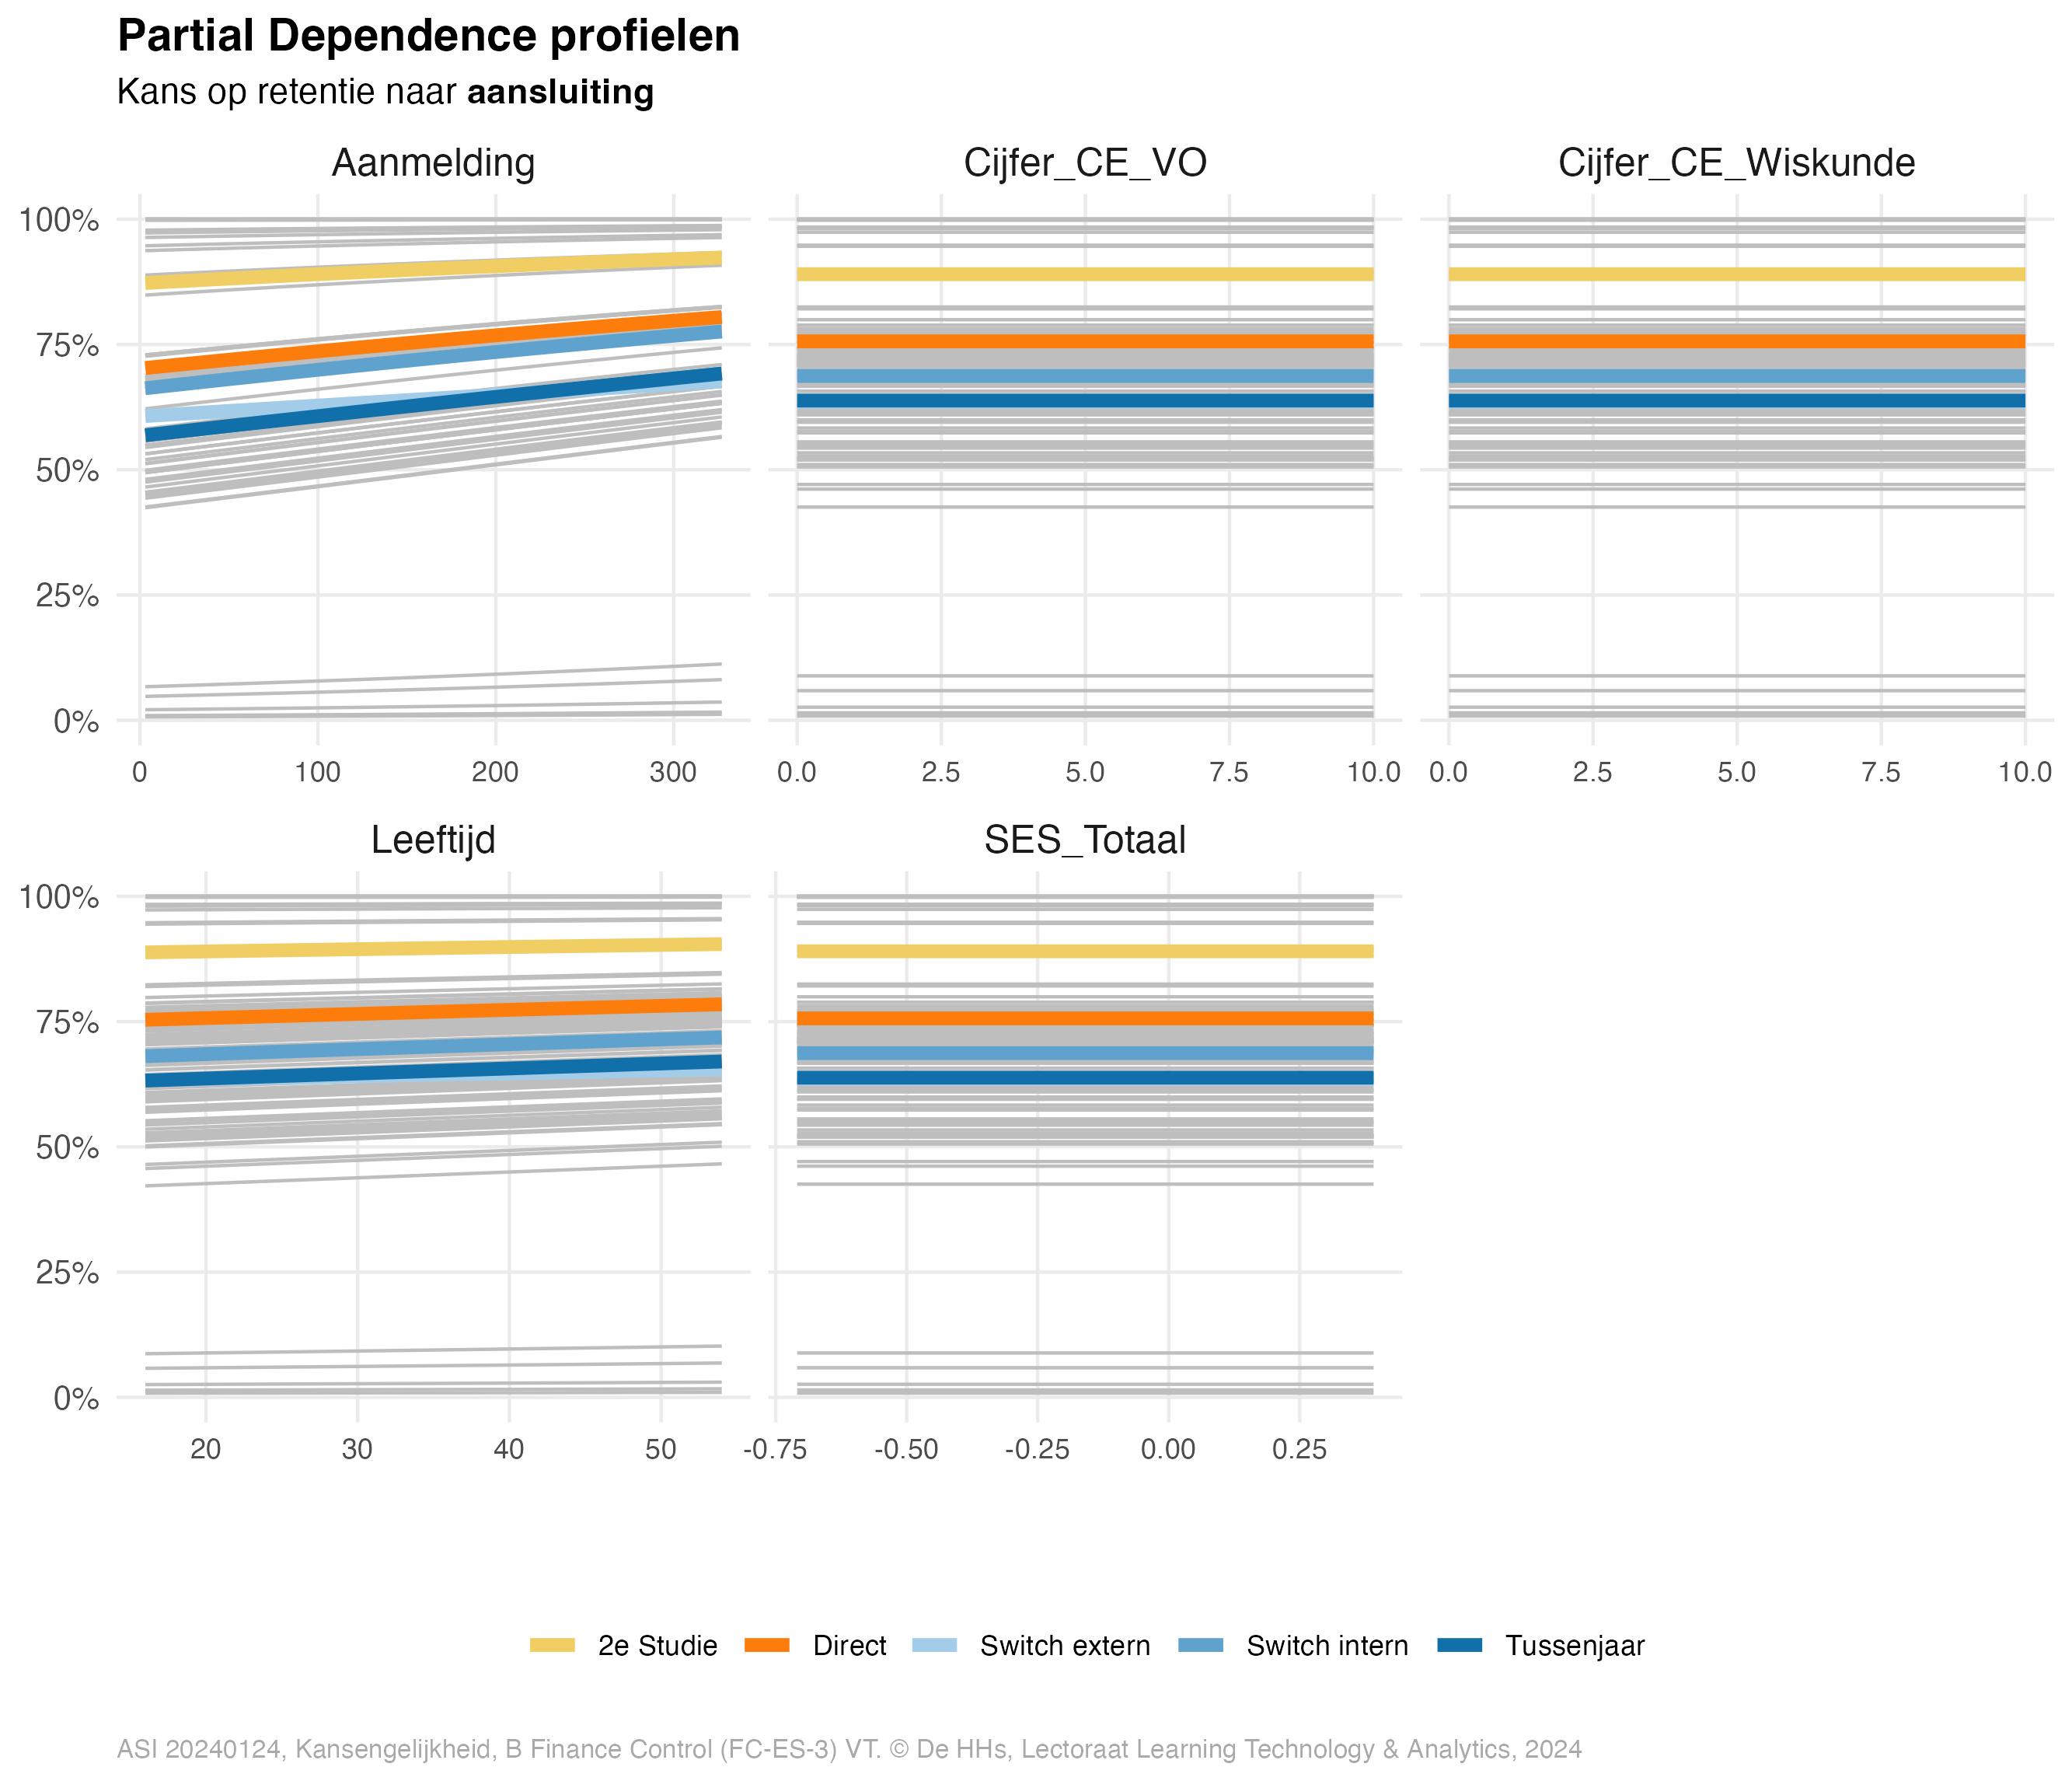 Partial Dependence profielen
Kans op retentie naar aansluiting
Aanmelding
Cijfer_CE_VO
Cijfer_CE_Wiskunde
100%
75%
50%
25%
0%
0 100 200 300
0.0 2.5 5.0 7.5 10.0
0.0 2.5 5.0 7.5 10.0
Leeftijd
SES_Totaal
100%
75%
50%
25%
0%
20 30 40 50
-0.75 -0.50 -0.25 0.00 0.25
2e Studie Direct Switch extern Switch intern Tussenjaar
ASI 20240124, Kansengelijkheid, B Finance Control (FC-ES-3) VT. © De HHs, Lectoraat Learning Technology & Analytics, 2024